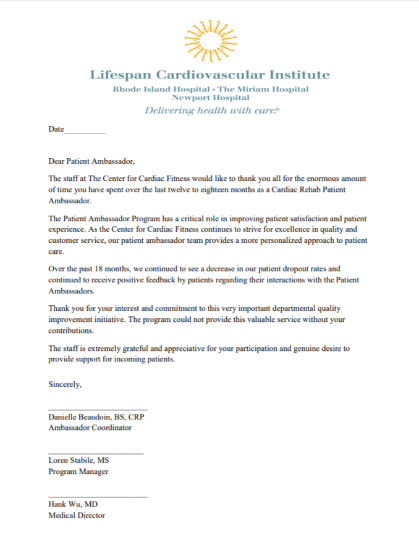 Lifespan Cardiovascular Institute
Rhode Island Hospital • The Miriam Hospital
Newport Hospital
Delivering health with care.®
Date__________
Dear Patient Ambassador,
The staff at The Center for Cardiac Fitness would like to thank you all for the enormous amount
of time you have spent over the last twelve to eighteen months as a Cardiac Rehab Patient
Ambassador.
The Patient Ambassador Program has a critical role in improving patient satisfaction and patient
experience. As the Center for Cardiac Fitness continues to strive for excellence in quality and
customer service, our patient ambassador team provides a more personalized approach to patient
care.
Over the past 18 months, we continued to see a decrease in our patient dropout rates and
continued to receive positive feedback by patients regarding their interactions with the Patient
Ambassadors.
Thank you for your interest and commitment to this very important departmental quality
improvement initiative. The program could not provide this valuable service without your
contributions.
The staff is extremely grateful and appreciative for your participation and genuine desire to
provide support for incoming patients.
Sincerely,
Danielle Beaudoin, BS, CRP
Ambassador Coordinator
Loren Stabile, MS
Program Manager
Hank Wu, MD
Medical Director